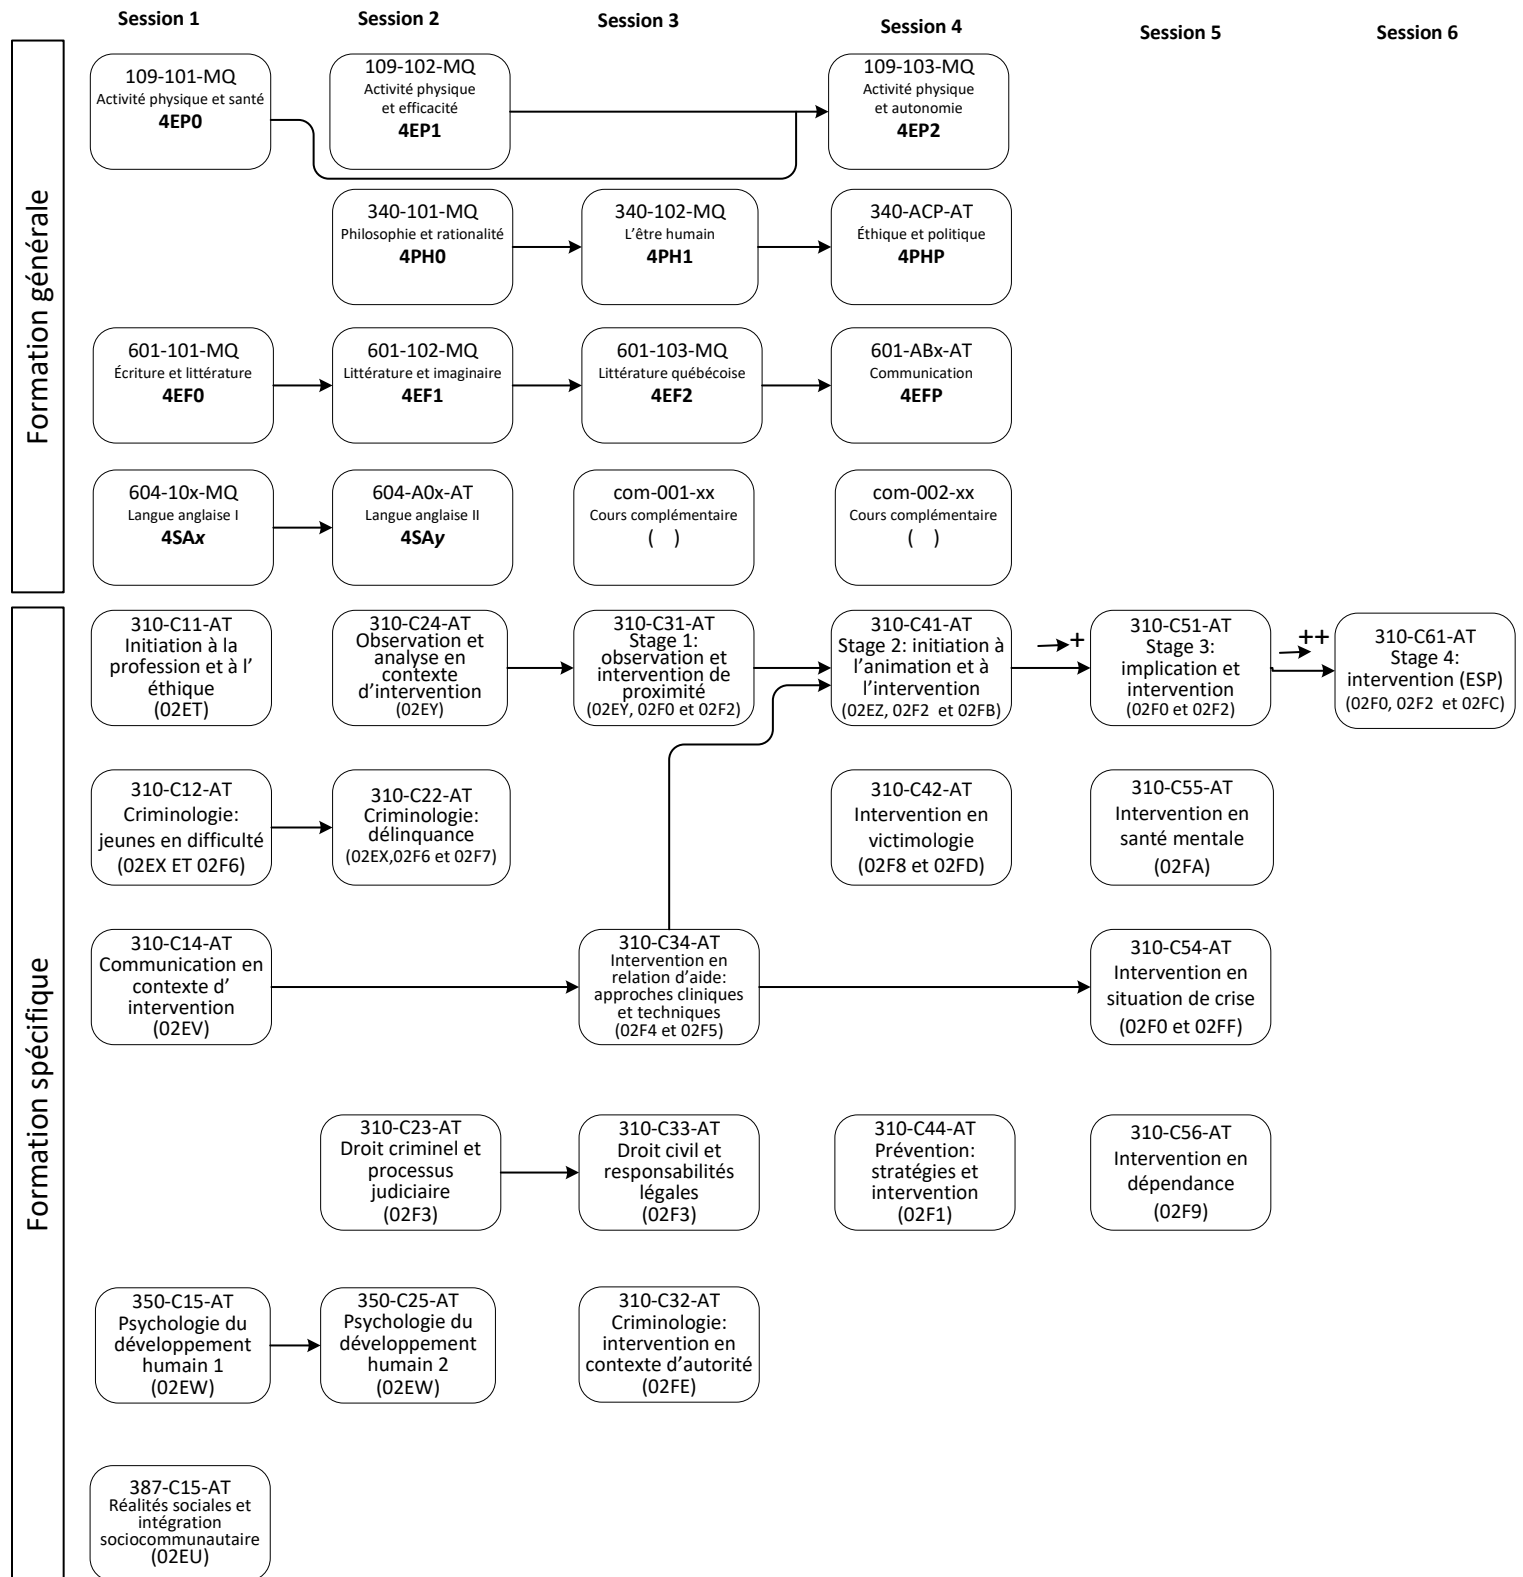 Session 1
Session 2
Session 3
Session 4
Session 5
Session 6
Formation générale
109-101-MQ
Activité physique et santé
4EP0
109-102-MQ
Activité physique
et efficacité
4EP1
109-103-MQ
Activité physique
et autonomie
4EP2
340-101-MQ
Philosophie et rationalité
4PH0
340-102-MQ
L'être humain
4PH1
340-ACP-AT
Éthique et politique
4PHP
601-101-MQ
Écriture et littérature
4EF0
601-102-MQ
Littérature et imaginaire
4EF1
601-103-MQ
Littérature québécoise
4EF2
601-ABx-AT
Communication
4EFP
604-10x-MQ
Langue anglaise I
4SAx
604-A0x-AT
Langue anglaise II
4SAy
com-001-xx
Cours complémentaire
( )
com-002-xx
Cours complémentaire
( )
Formation spécifique
310-C11-AT
Initiation à la
profession et à l'
éthique
(02ET)
310-C24-AT
Observation et
analyse en
contexte
d'intervention
(02EY)
310-C31-AT
Stage 1:
observation et
intervention de
proximité
(02EY, 02F0 et 02F2)
310-C41-AT
Stage 2: initiation à
l'animation et à
l'intervention
(02EZ, 02F2 et 02FB)
+
310-C51-AT
Stage 3:
implication et
intervention
(02F0 et 02F2)
++
310-C61-AT
Stage 4:
intervention (ESP)
(02F0, 02F2 et 02FC)
310-C12-AT
Criminologie:
jeunes en difficulté
(02EX ET 02F6)
310-C22-AT
Criminologie:
délinquance
(02EX,02F6 et 02F7)
310-C42-AT
Intervention en
victimologie
(02F8 et 02FD)
310-C55-AT
Intervention en
santé mentale
(02FA)
310-C14-AT
Communication en
contexte d'
intervention
(02EV)
310-C34-AT
Intervention en
relation d'aide:
approches cliniques
et techniques
(02F4 et 02F5)
310-C54-AT
Intervention en
situation de crise
(02F0 et 02FF)
310-C23-AT
Droit criminel et
processus
judiciaire
(02F3)
310-C33-AT
Droit civil et
responsabilités
légales
(02F3)
310-C44-AT
Prévention:
stratégies et
intervention
(02F1)
310-C56-AT
Intervention en
dépendance
(02F9)
350-C15-AT
Psychologie du
développement
humain 1
(02EW)
350-C25-AT
Psychologie du
développement
humain 2
(02EW)
310-C32-AT
Criminologie:
intervention en
contexte d'autorité
(02FE)
387-C15-AT
Réalités sociales et
intégration
sociocommunautaire
(02EU)